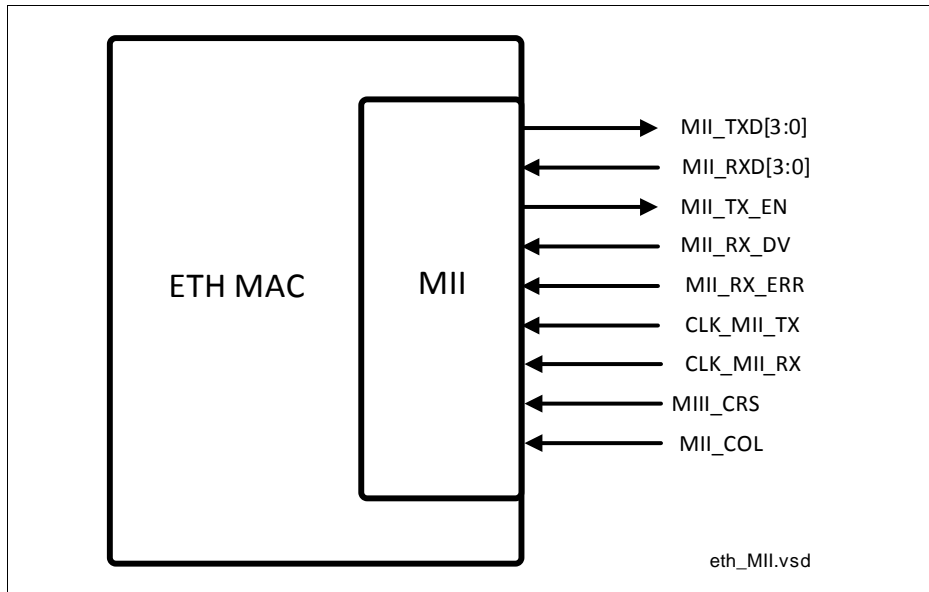 ETH MAC
MII
MII_TXD[3:0]
MII_RXD[3:0]
MII_TX_EN
MII_RX_DV
MII_RX_ERR
CLK_MII_TX
CLK_MII_RX
MIII_CRS
MII_COL
eth_MII.vsd